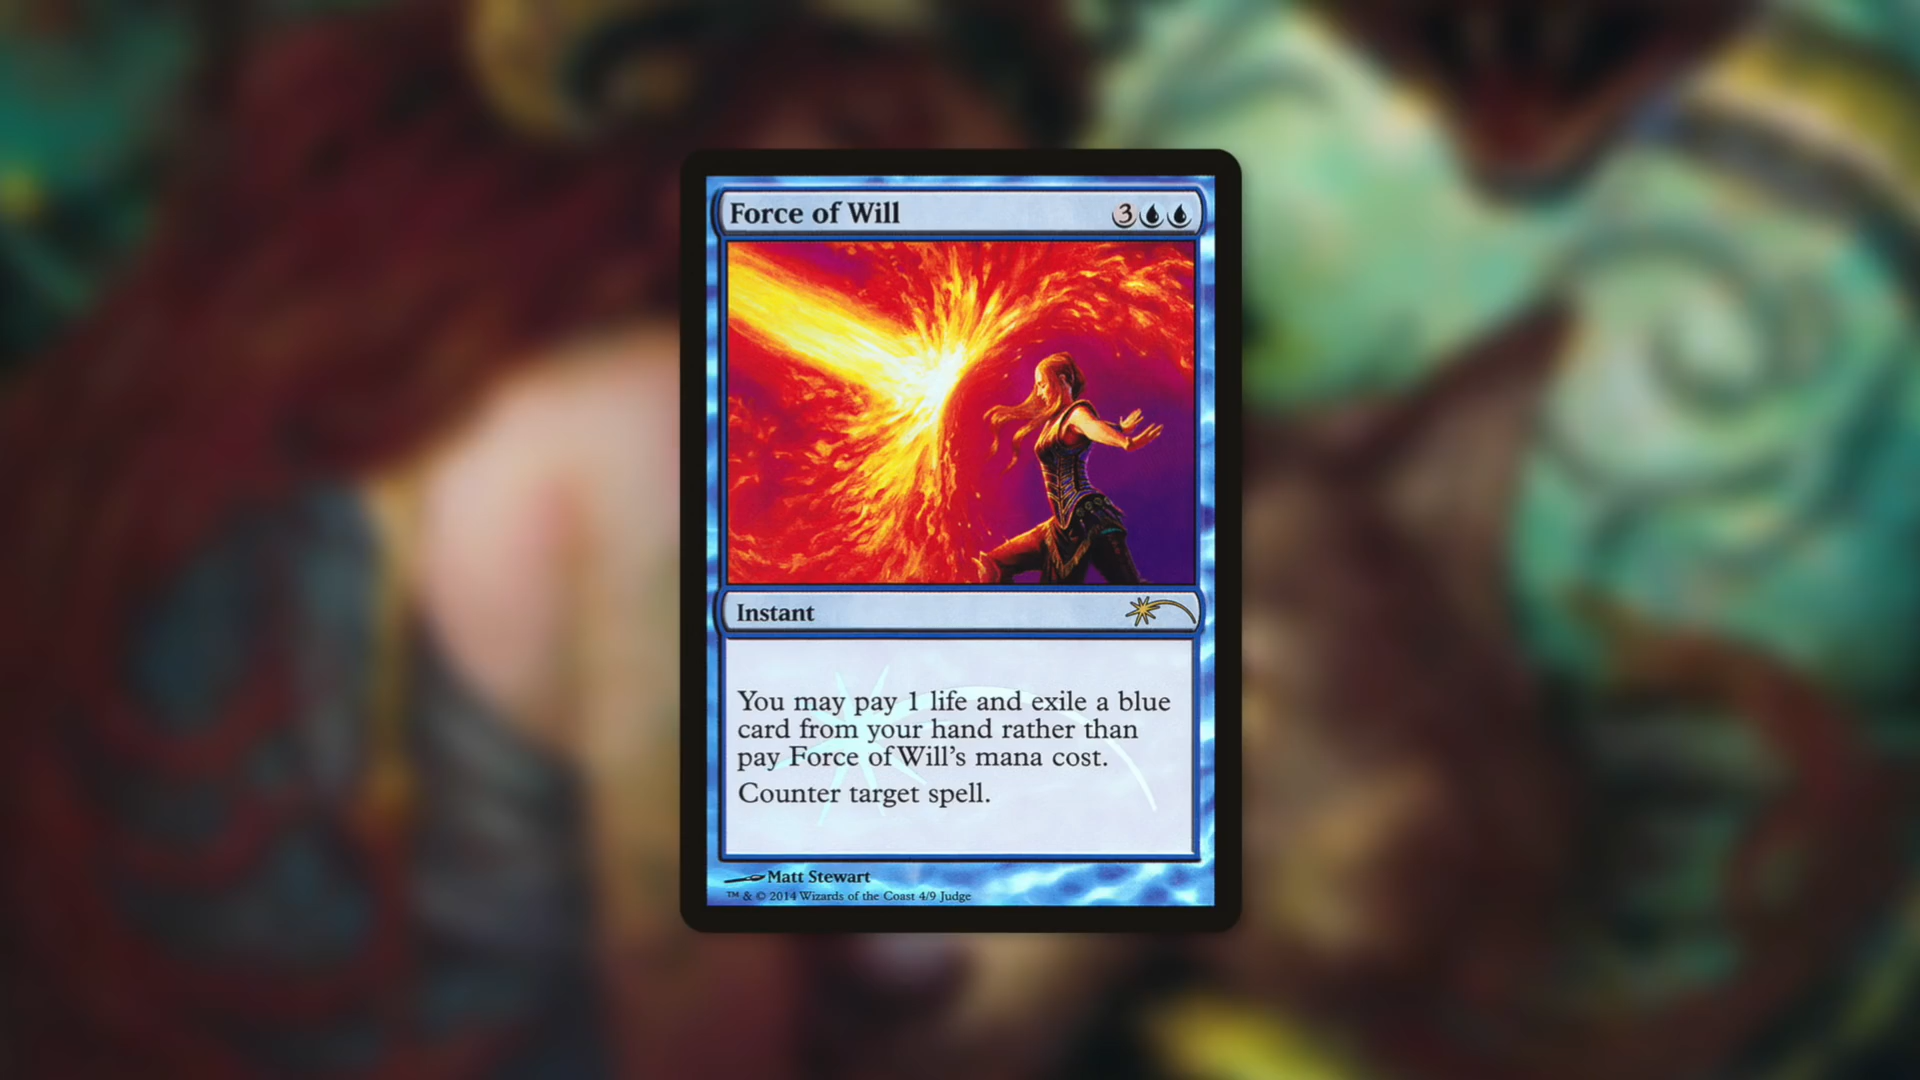 Force of Will 3
Instant
You may pay 1 life and exile a blue
card from your hand rather than
pay Force of Will's mana cost.
Counter target spell.
Matt Stewart
™ & © 2014 Wizards of the Coast 4/9 Judge